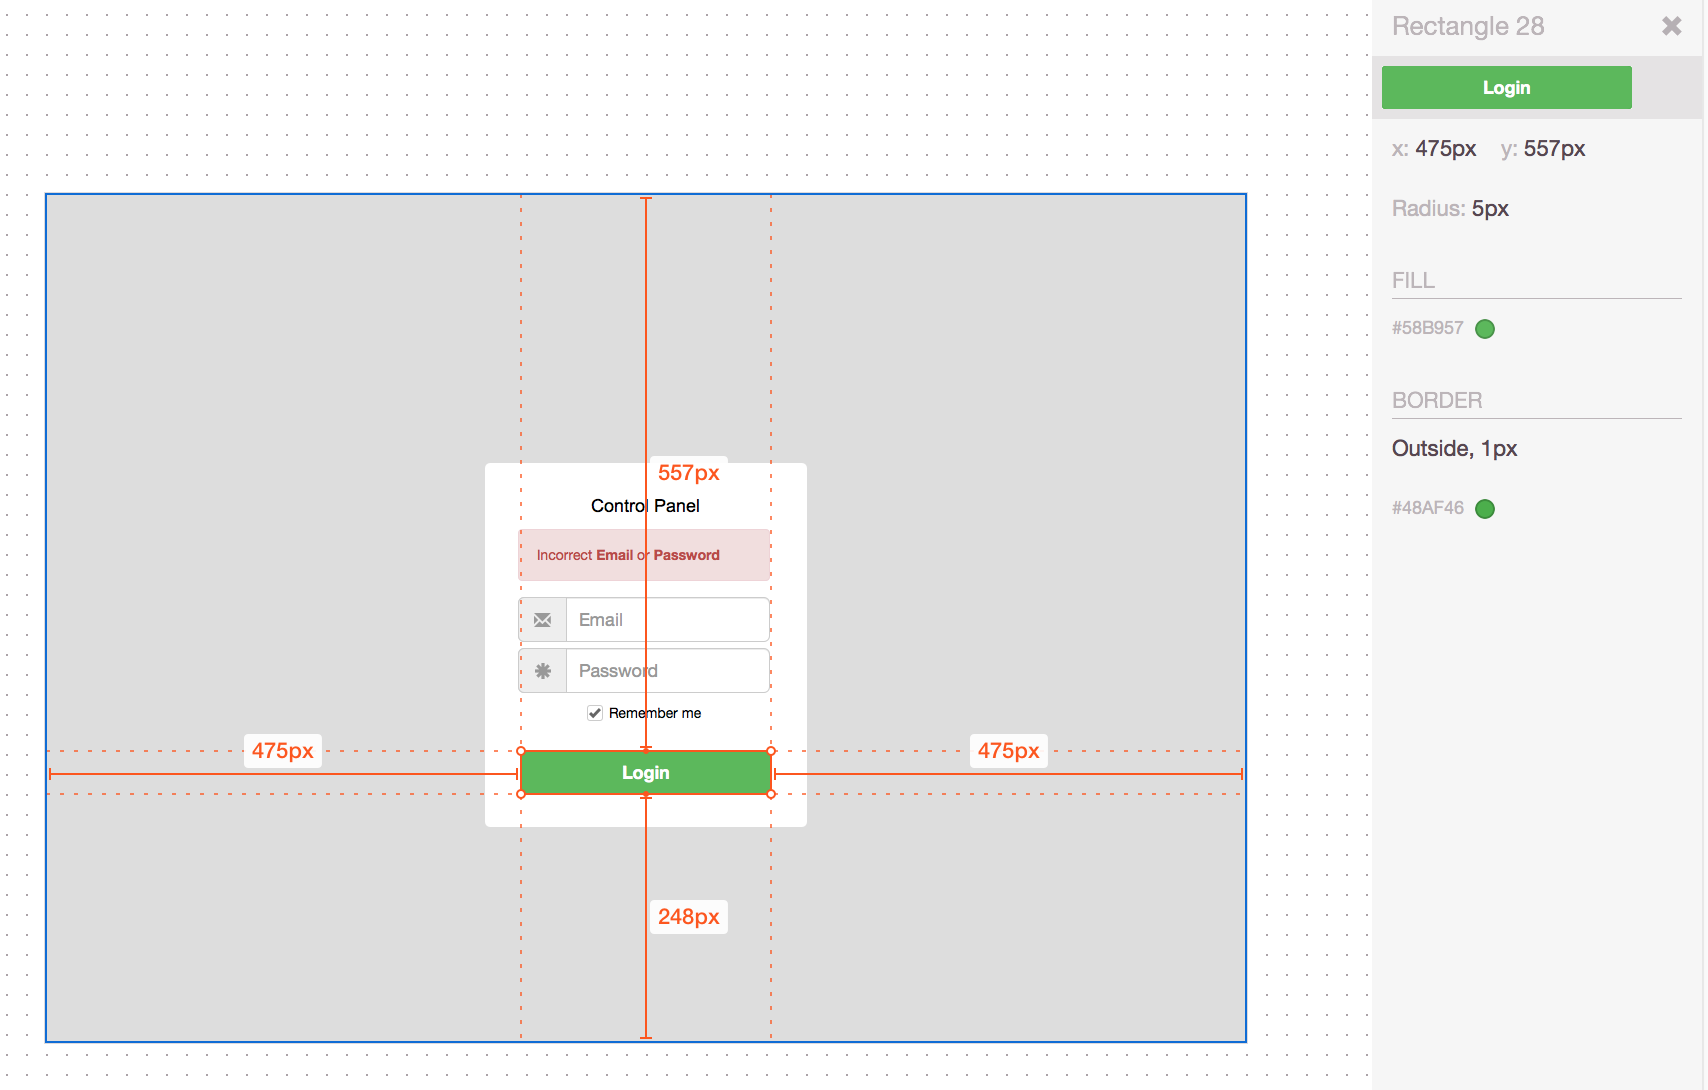 Rectangle 28
Login
x: 475px y: 557px
Radius: 5px
FILL
#58B957
BORDER
Outside, 1px
#48AF46
557px
Control Panel
Incorrect Email or Password
Email
Password
Remember me
475px
475px
Login
248px